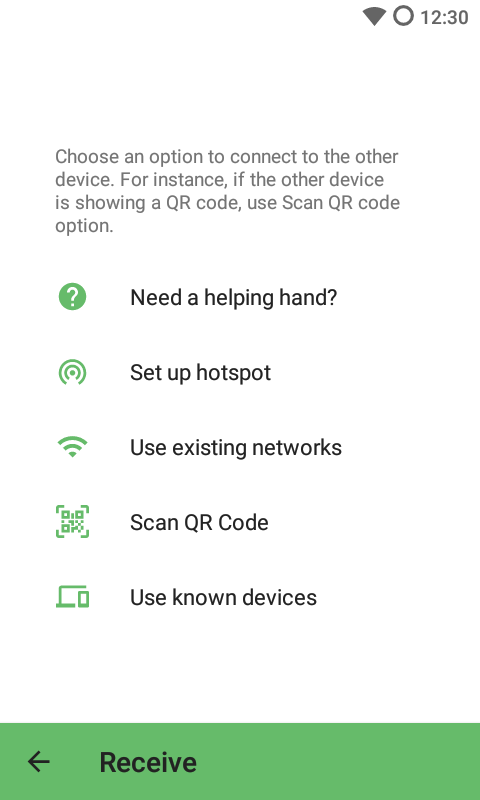 12:30
Choose an option to connect to the other
device. For instance, if the other device
is showing a QR code, use Scan QR code
option.
Need a helping hand?
Set up hotspot
Use existing networks
Scan QR Code
Use known devices
Receive